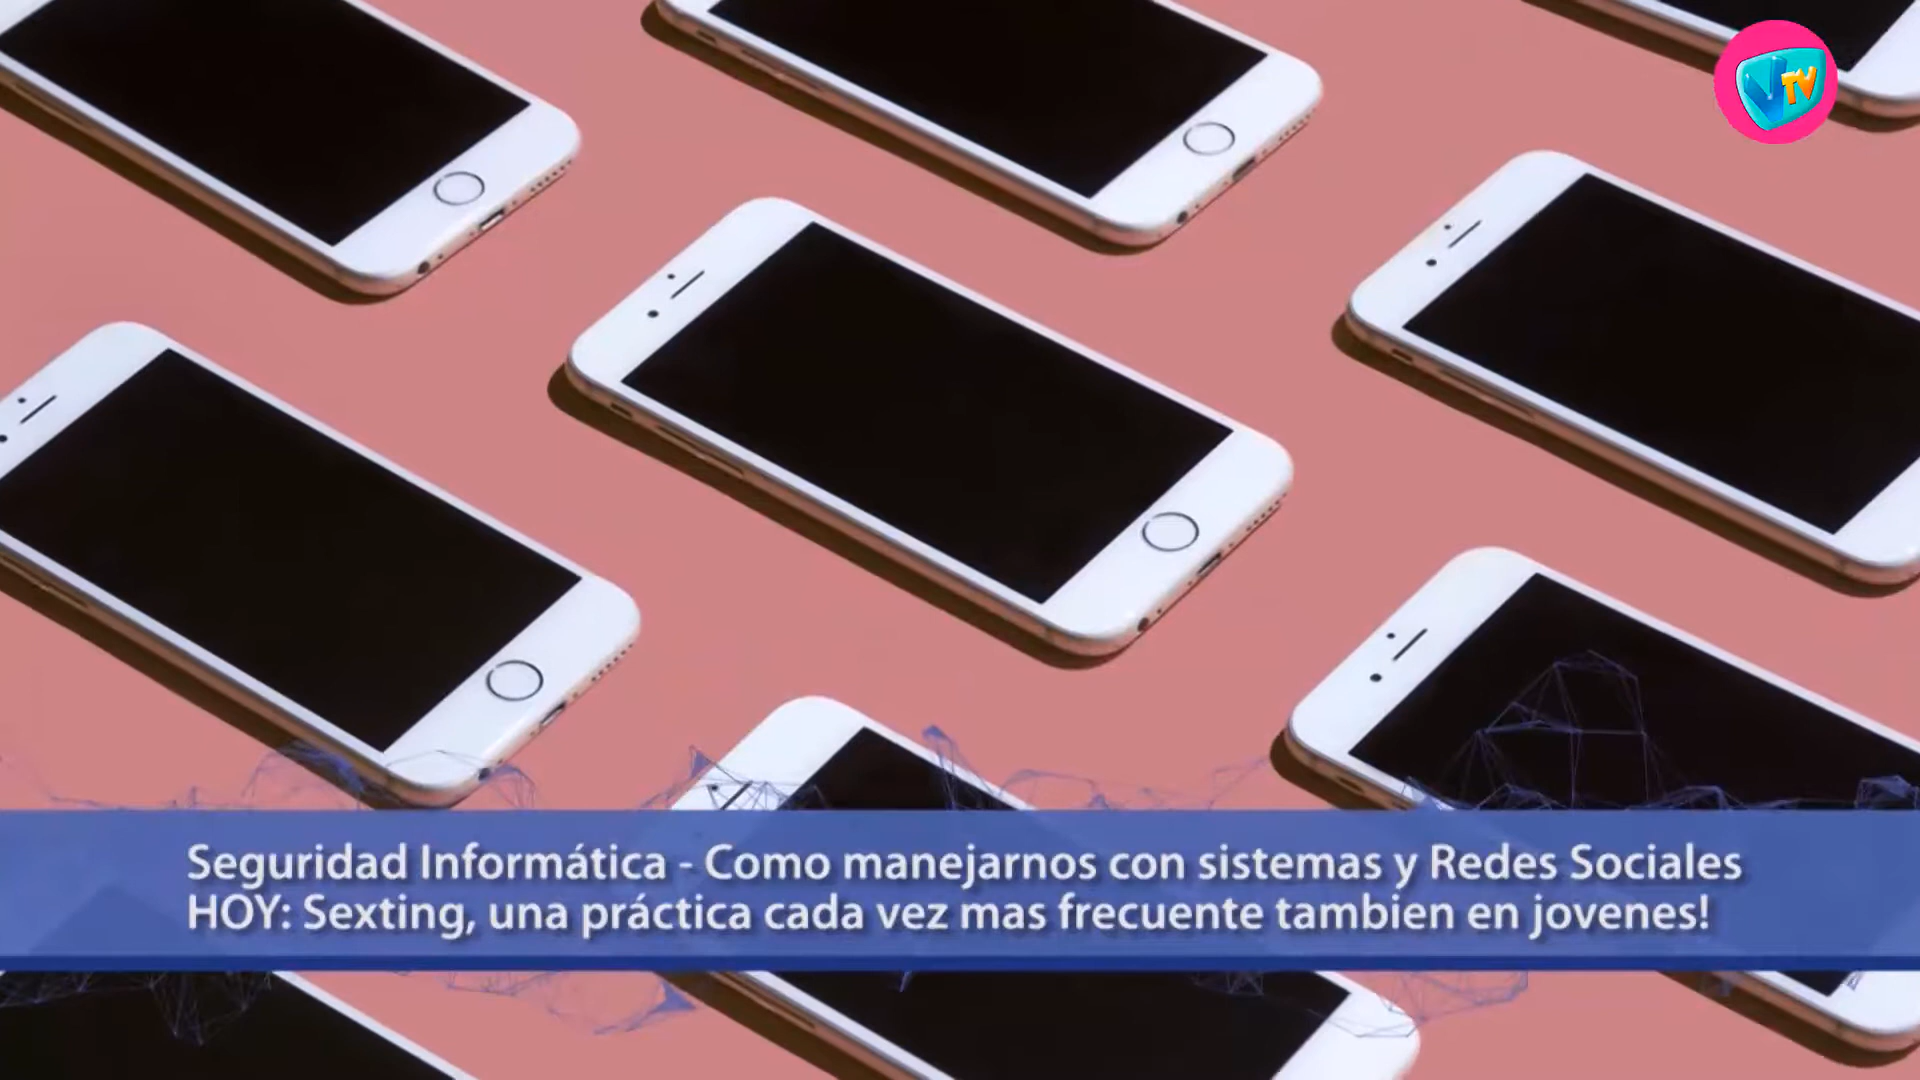 VTV
Seguridad Informática - Como manejarnos con sistemas y Redes Sociales
HOY: Sexting, una práctica cada vez mas frecuente tambien en jovenes!